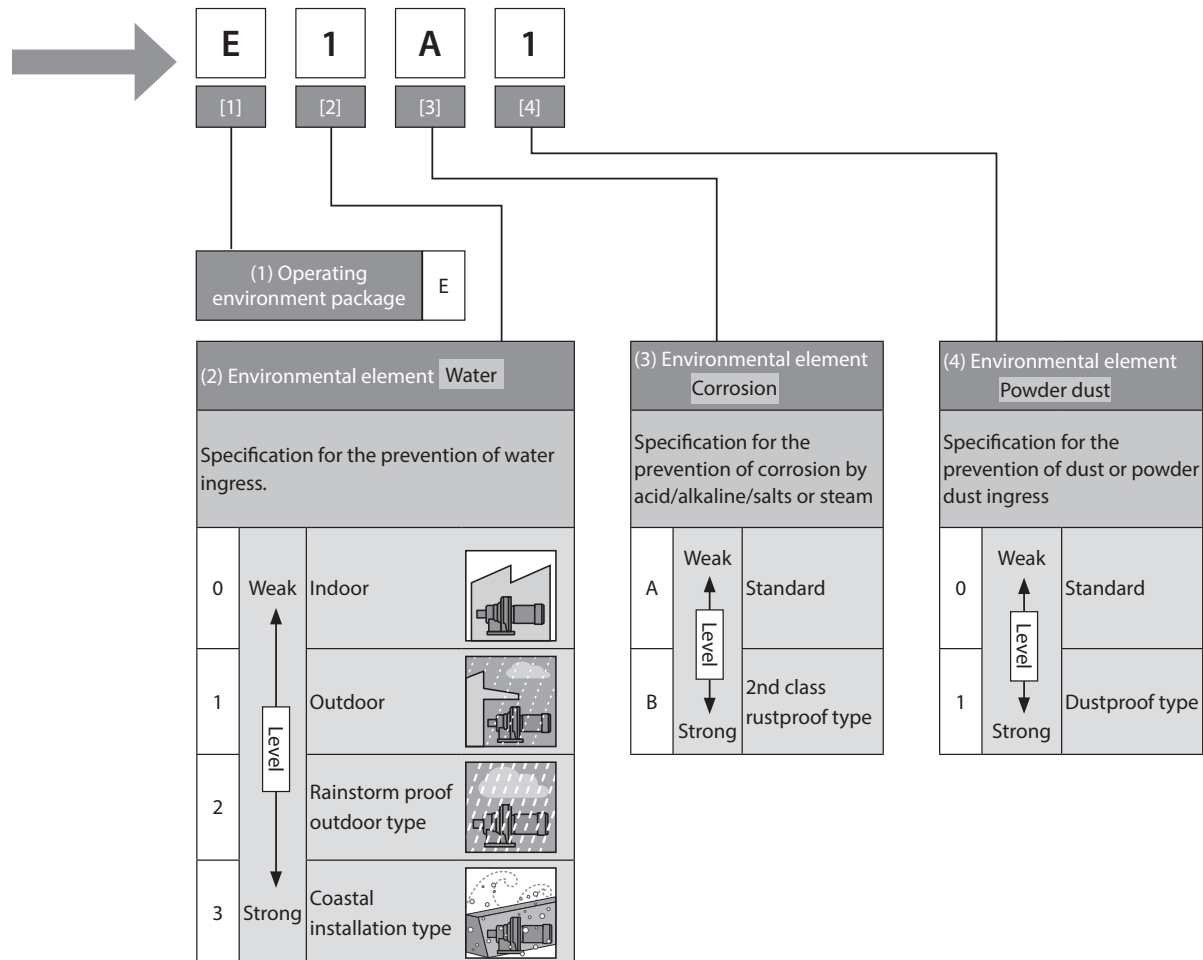 E 1 A 1
[1] [2] [3] [4]
(1) Operating
environment package
E
(2) Environmental element Water
Specification for the prevention of water
ingress.
0 Weak Indoor
1 Outdoor
Level
2 Rainstorm proof
outdoor type
3 Strong Coastal
installation type
(3) Environmental element
Corrosion
Specification for the
prevention of corrosion by
acid/alkaline/salts or steam
Weak
A Standard
Level
B 2nd class
rustproof type
Strong
(4) Environmental element
Powder dust
Specification for the
prevention of dust or powder
dust ingress
Weak
0 Standard
Level
1 Dustproof type
Strong